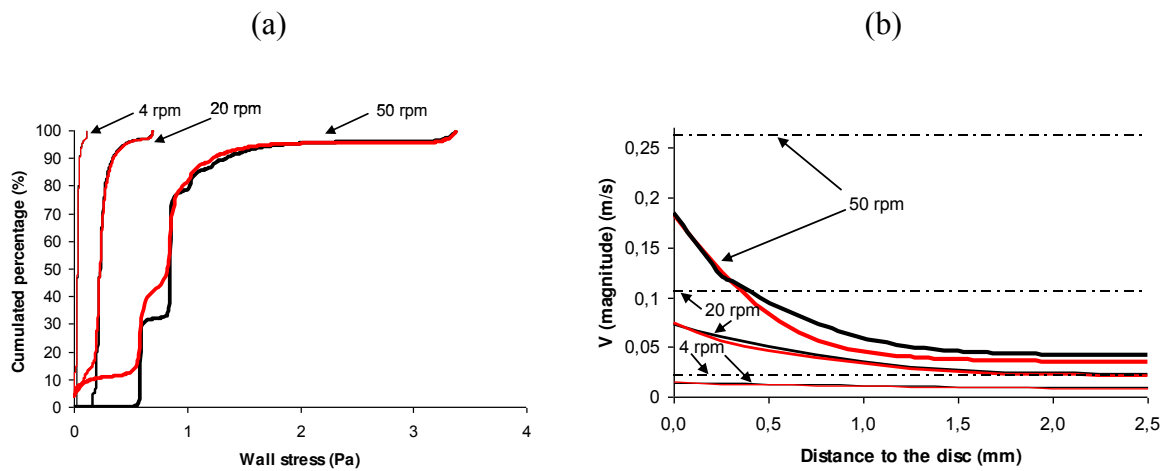 (a)
(b)
4 rpm
20 rpm
50 rpm
100
90
80
70
60
50
40
30
20
10
0
Cumulated percentage (%)
0
1
2
3
4
Wall stress (Pa)
0,25
0,2
0,15
0,1
0,05
0
V (magnitude) (m/s)
50 rpm
20 rpm
4 rpm
0,0
0,5
1,0
1,5
2,0
2,5
Distance to the disc (mm)